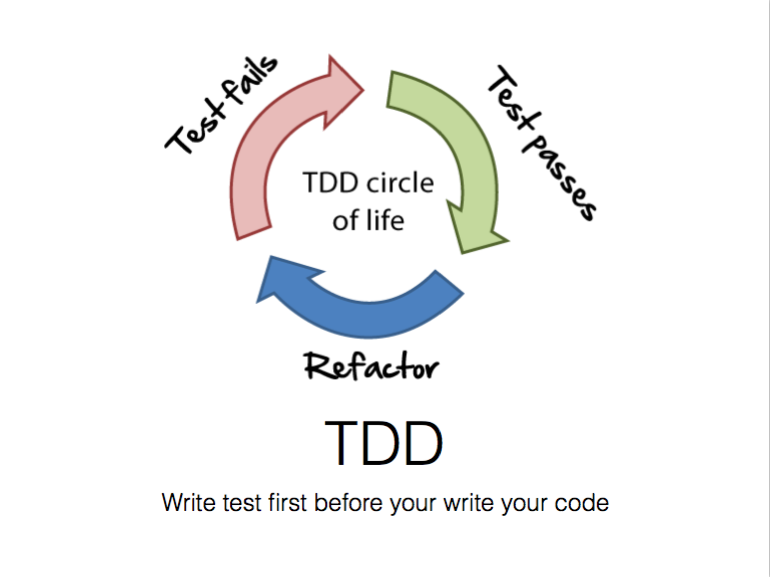 Test fails
Test passes
TDD circle
of life
Refactor
TDD
Write test first before your write your code